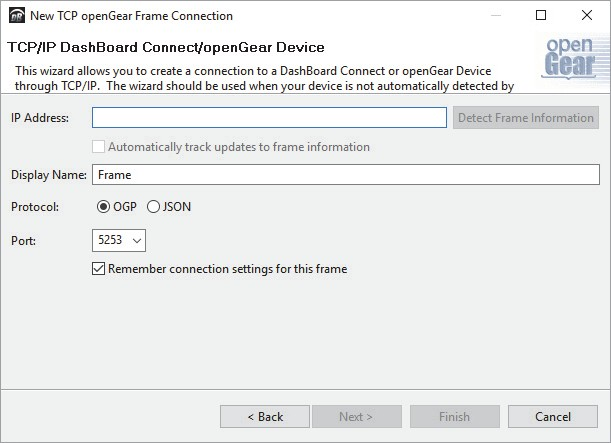 New TCP openGear Frame Connection
TCP/IP DashBoard Connect/openGear Device
This wizard allows you to create a connection to a DashBoard Connect or openGear Device
through TCP/IP. The wizard should be used when your device is not automatically detected by
open
Gear
IP Address:
Detect Frame Information
Automatically track updates to frame information
Display Name: Frame
Protocol: OGP JSON
Port: 5253
Remember connection settings for this frame
< Back Next > Finish Cancel